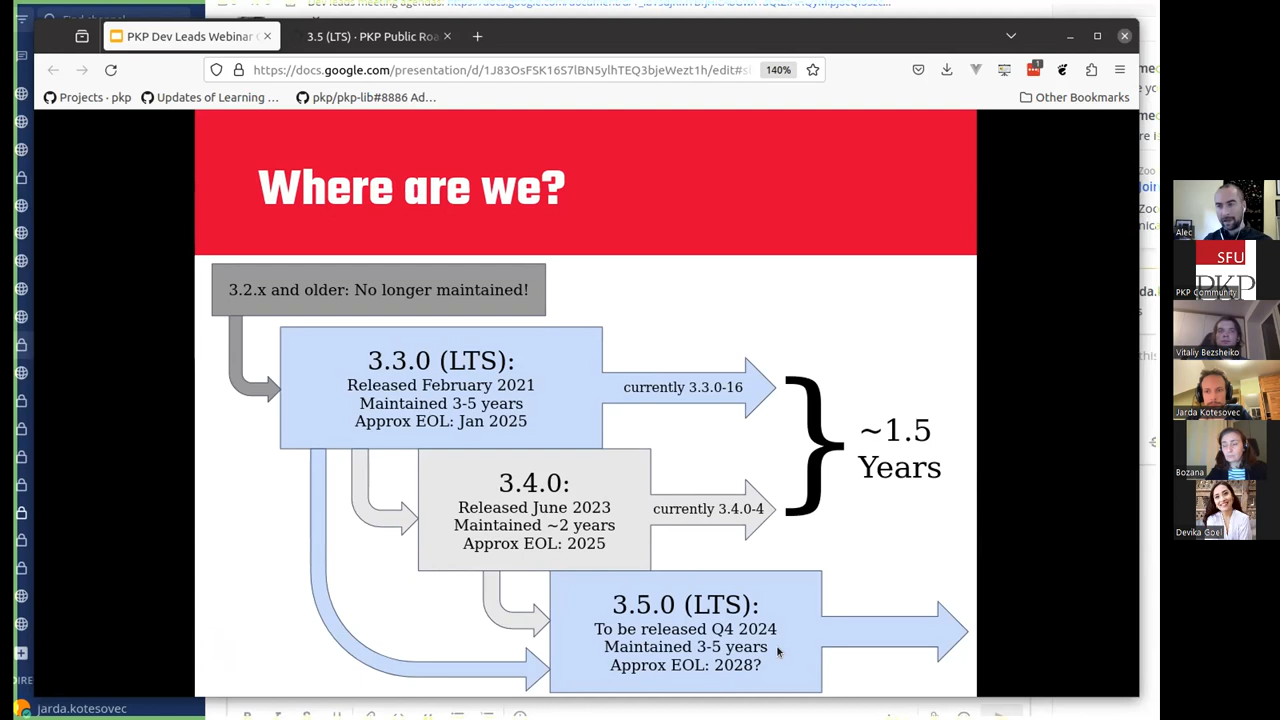 PKP Dev Leads Webinar
3.5 (LTS) · PKP Public Roa
https://docs.google.com/presentation/d/1J83OsFSK16S7lBN5ylhTEQ3bjeWezt1h/edit#s
140%
1
Projects · pkp
Updates of Learning ...
pkp/pkp-lib#8886 Ad...
Other Bookmarks
Where are we?
3.2.x and older: No longer maintained!
3.3.0 (LTS):
Released February 2021
Maintained 3-5 years
Approx EOL: Jan 2025
currently 3.3.0-16
~1.5
Years
3.4.0:
Released June 2023
Maintained ~2 years
Approx EOL: 2025
currently 3.4.0-4
3.5.0 (LTS):
To be released Q4 2024
Maintained 3-5 years
Approx EOL: 2028?
Alec
SFU
PKP
PKP Community
Vitaliy Bezsheiko
Jarda Kotesovec
Bozana
Devika Goel
jarda.kotesovec